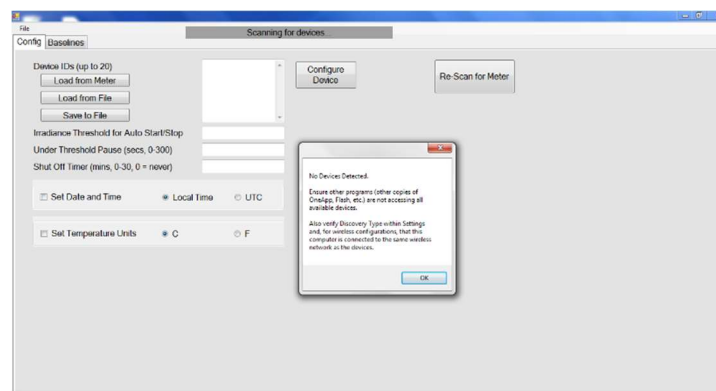 File
Scanning for devices...
Config Baselines
Device IDs (up to 20)
Load from Meter
Load from File
Save to File
Configure
Device
Re-Scan for Meter
Irradiance Threshold for Auto Start/Stop
Under Threshold Pause (secs, 0-300)
Shut Off Timer (mins, 0-30, 0 = never)
Set Date and Time Local Time UTC
Set Temperature Units C F
No Devices Detected.
Ensure other programs (other copies of
OneApp, Flash, etc.) are not accessing all
available devices.
Also verify Discovery Type within Settings
and, for wireless configurations, that this
computer is connected to the same wireless
network as the devices.
OK